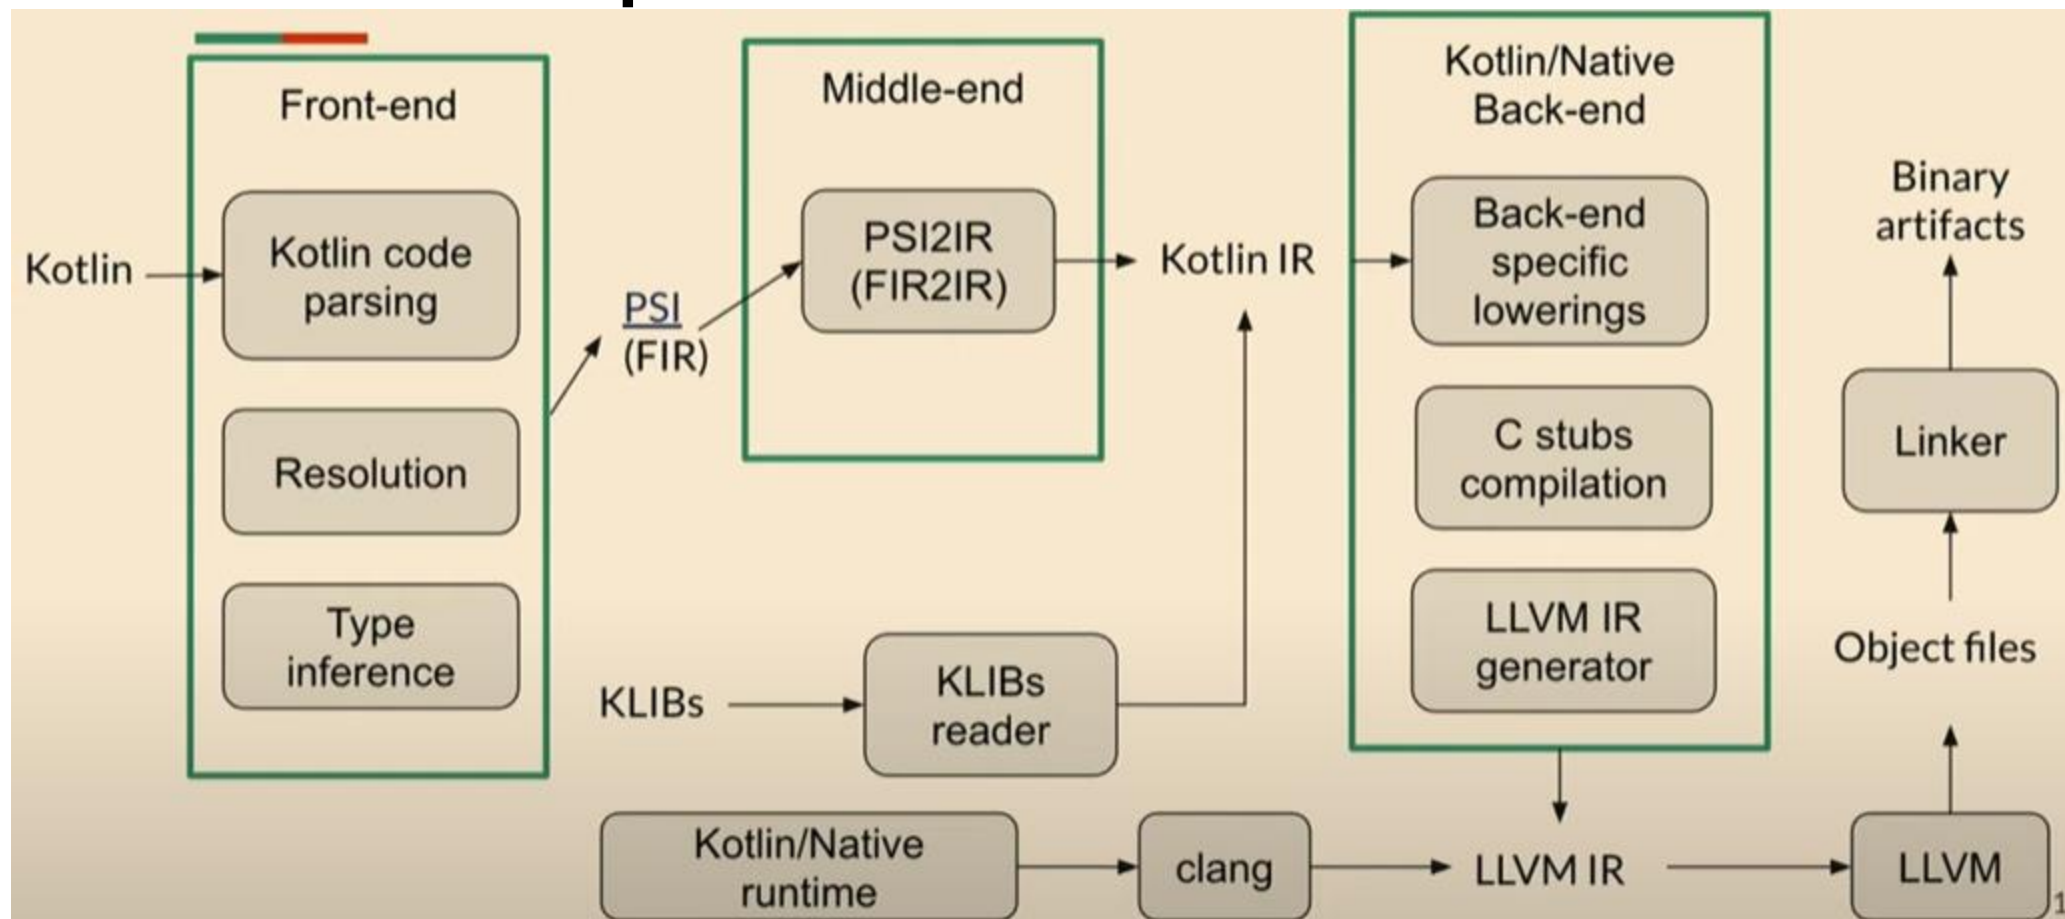 Front-end
Kotlin code
parsing
Resolution
Type
inference
Kotlin
PSI
(FIR)
Middle-end
PSI2IR
(FIR2IR)
Kotlin IR
KLIBs
KLIBs
reader
Kotlin/Native
runtime
clang
Kotlin/Native
Back-end
Back-end
specific
lowerings
C stubs
compilation
LLVM IR
generator
LLVM IR
LLVM
Object files
Linker
Binary
artifacts